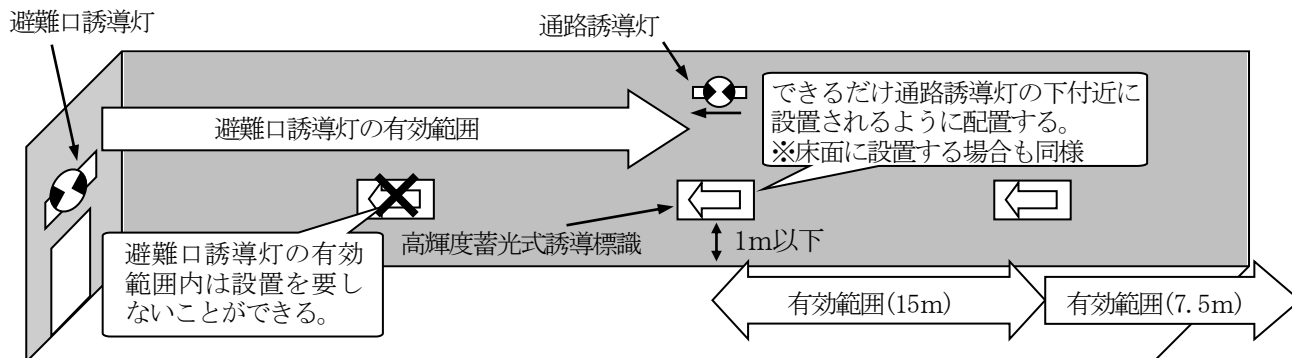 避難口誘導灯
通路誘導灯
避難口誘導灯の有効範囲
できるだけ通路誘導灯の下付近に
設置されるように配置する。
※床面に設置する場合も同様
高輝度蓄光式誘導標識
1m以下
避難口誘導灯の有効
範囲内は設置を要し
ないことができる。
有効範囲(15m)
有効範囲(7.5m)